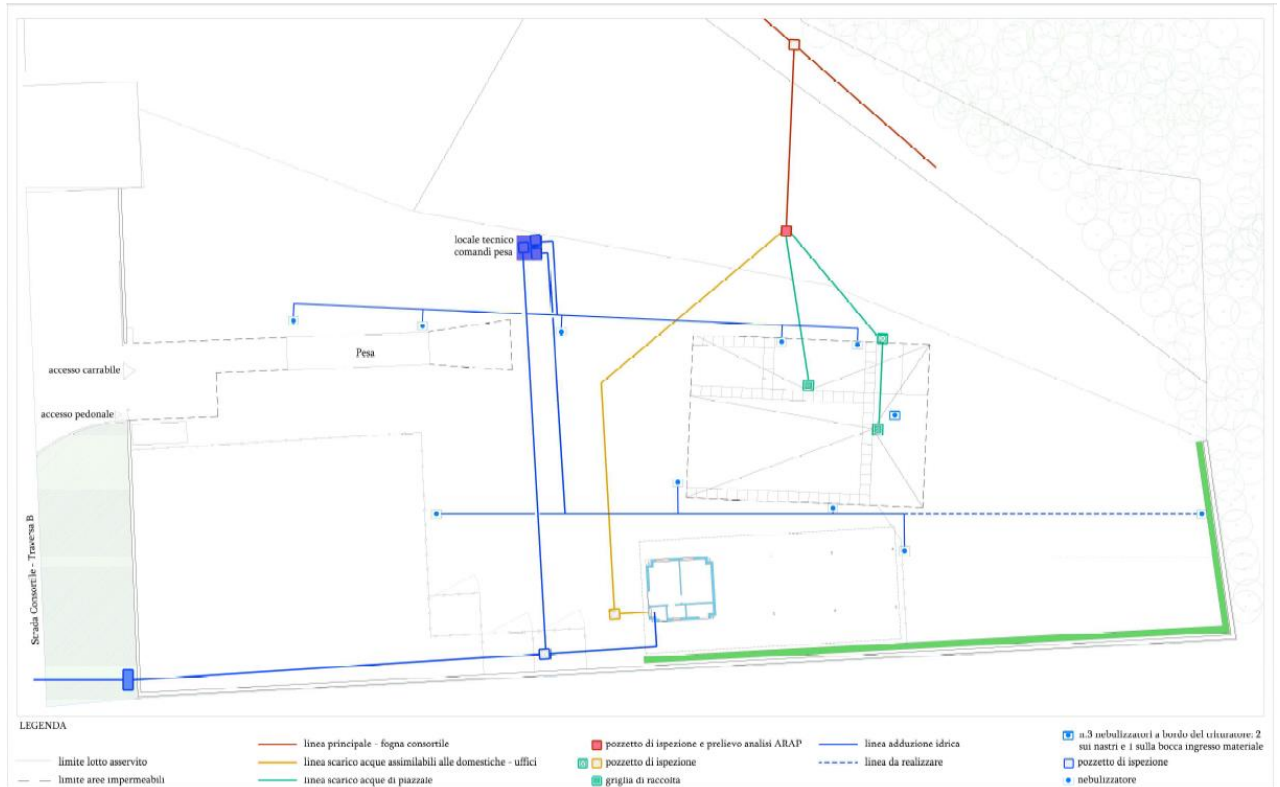 locale tecnico
comandi pesa
Pesa
accesso carrabile
accesso pedonale
Strada Consortile - Traversa B
LEGENDA
limite lotto asservito
limite aree impermeabili
linea principale - fogna consortile
linea scarico acque assimilabili alle domestiche - uffici
linea scarico acque di piazzale
pozzetto di ispezione e prelievo analisi ARAP
pozzetto di ispezione
griglia di raccolta
linea adduzione idrica
linea da realizzare
n.3 nebulizzatori a bordo del trituratore: 2
sui nastri e 1 sulla bocca ingresso materiale
pozzetto di ispezione
nebulizzatore